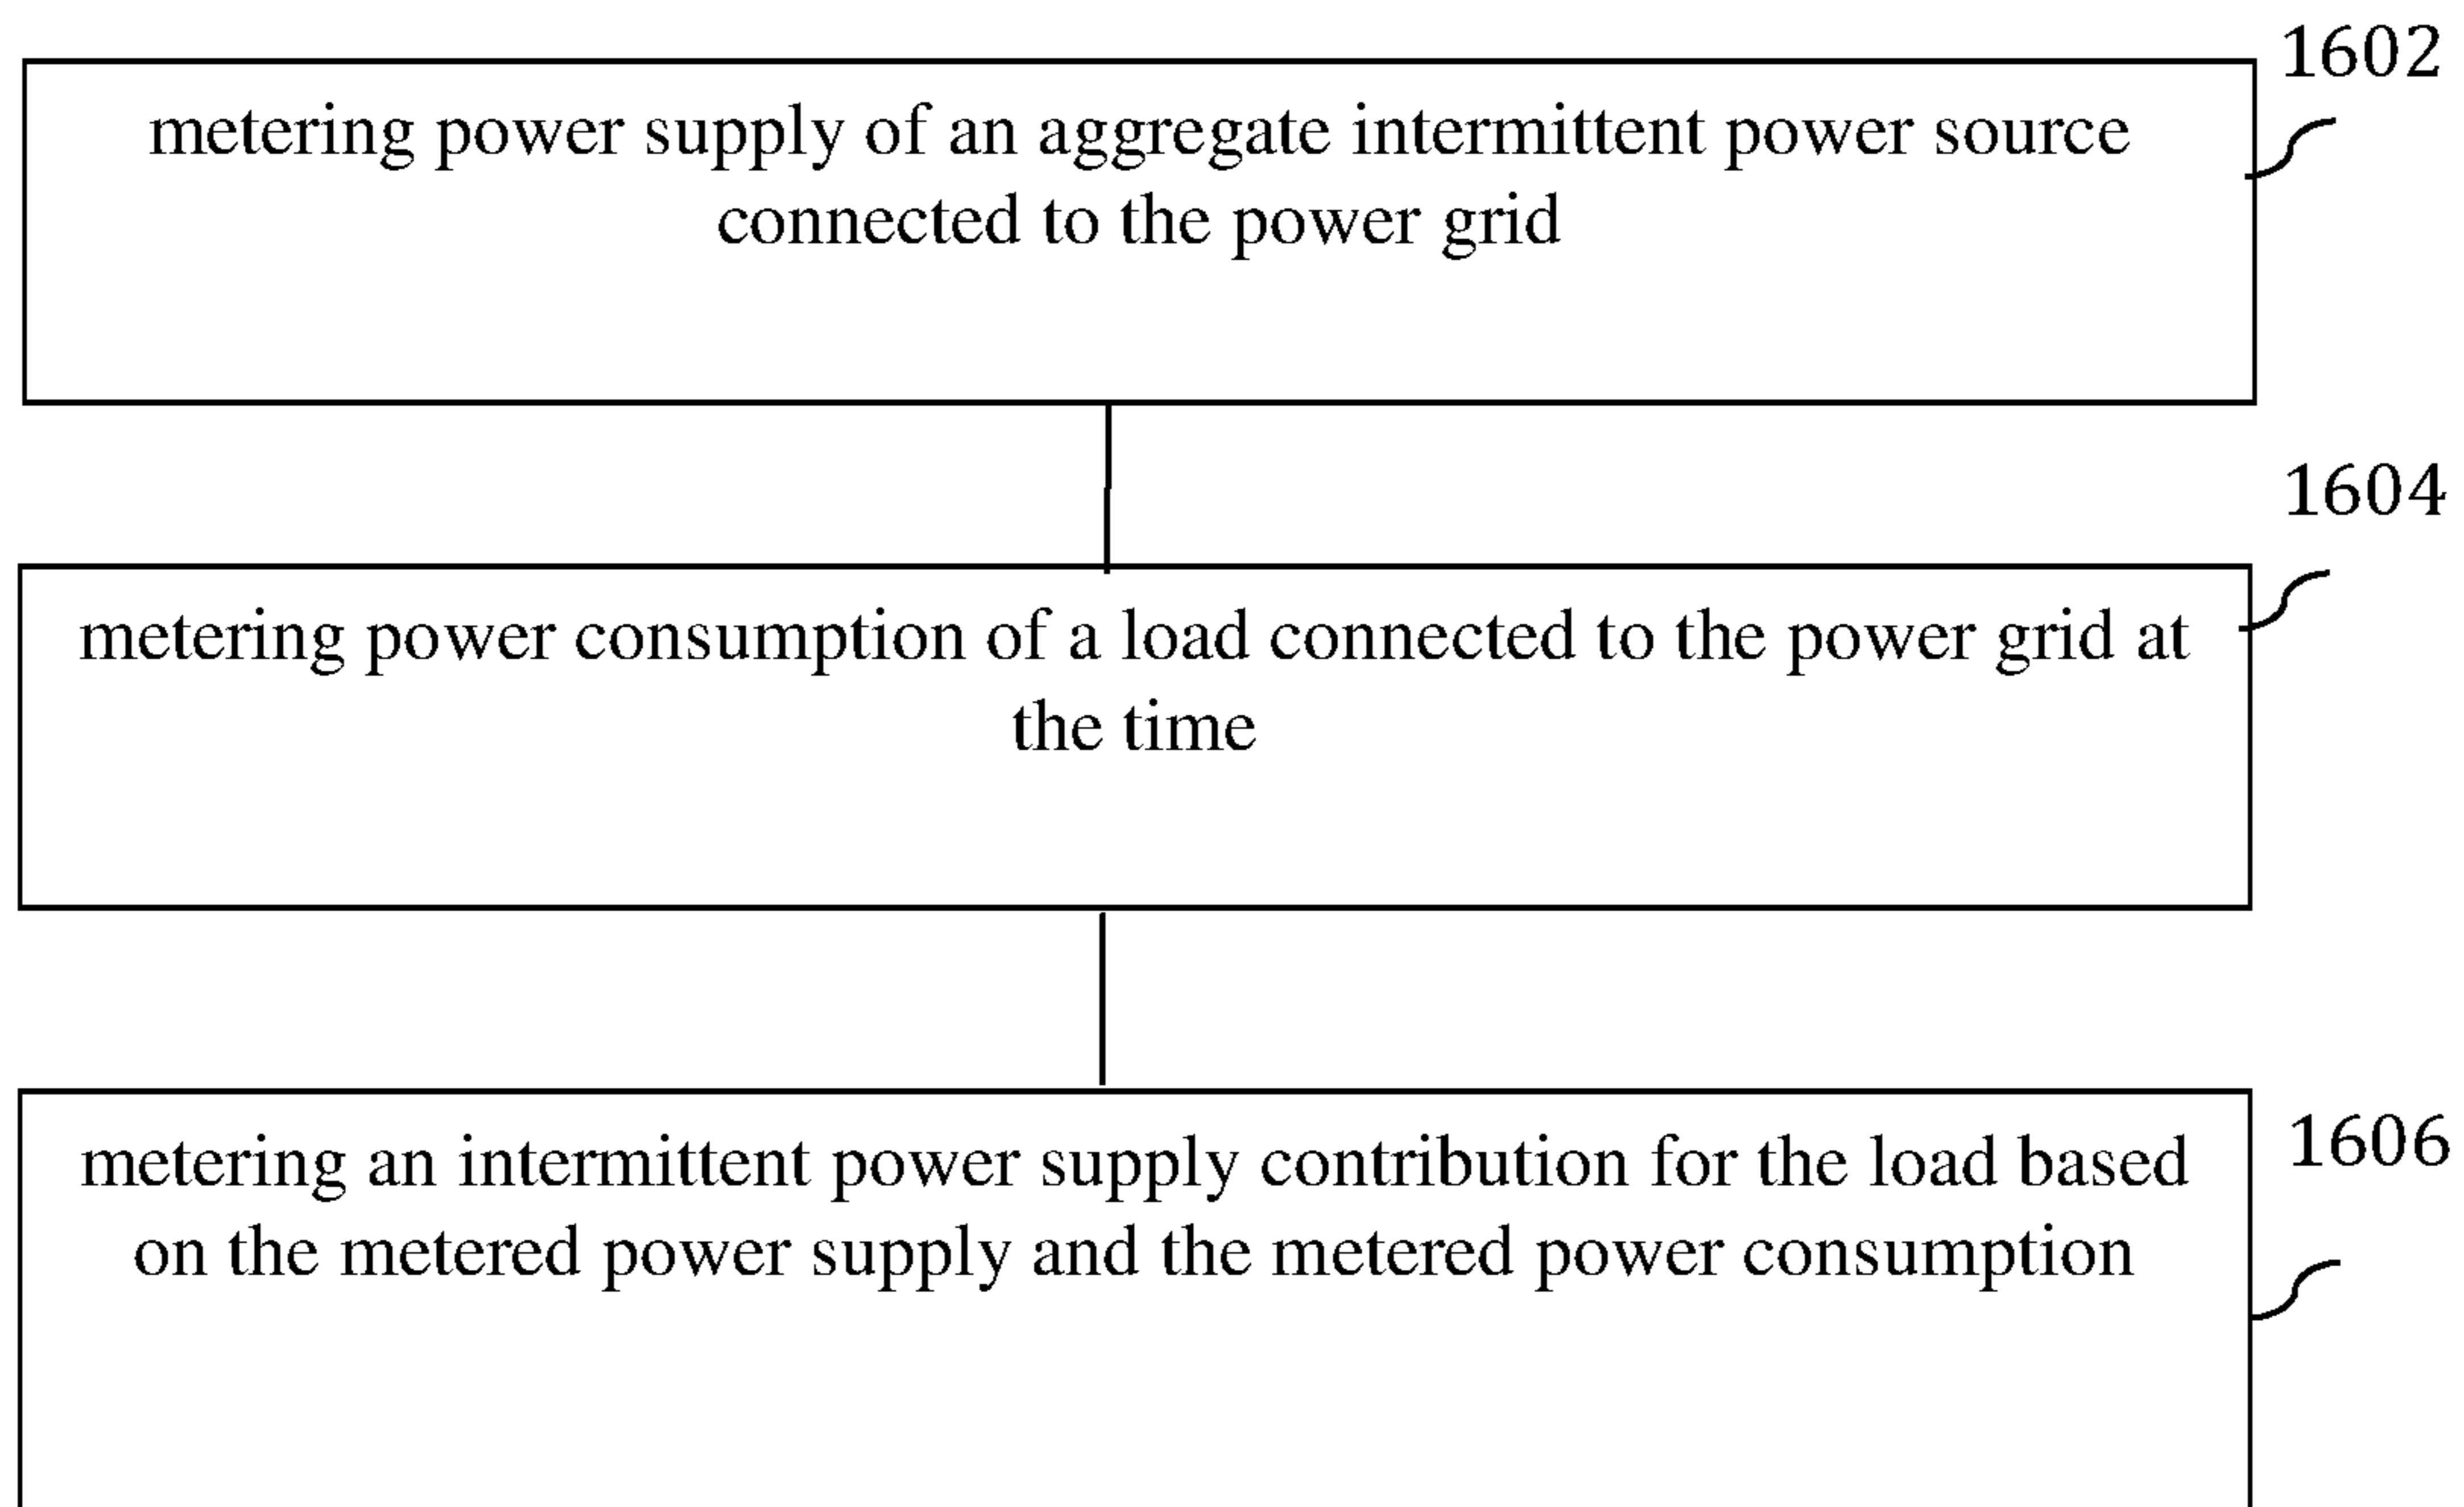 1602
metering power supply of an aggregate intermittent power source
connected to the power grid
1604
metering power consumption of a load connected to the power grid at
the time
1606
metering an intermittent power supply contribution for the load based
on the metered power supply and the metered power consumption